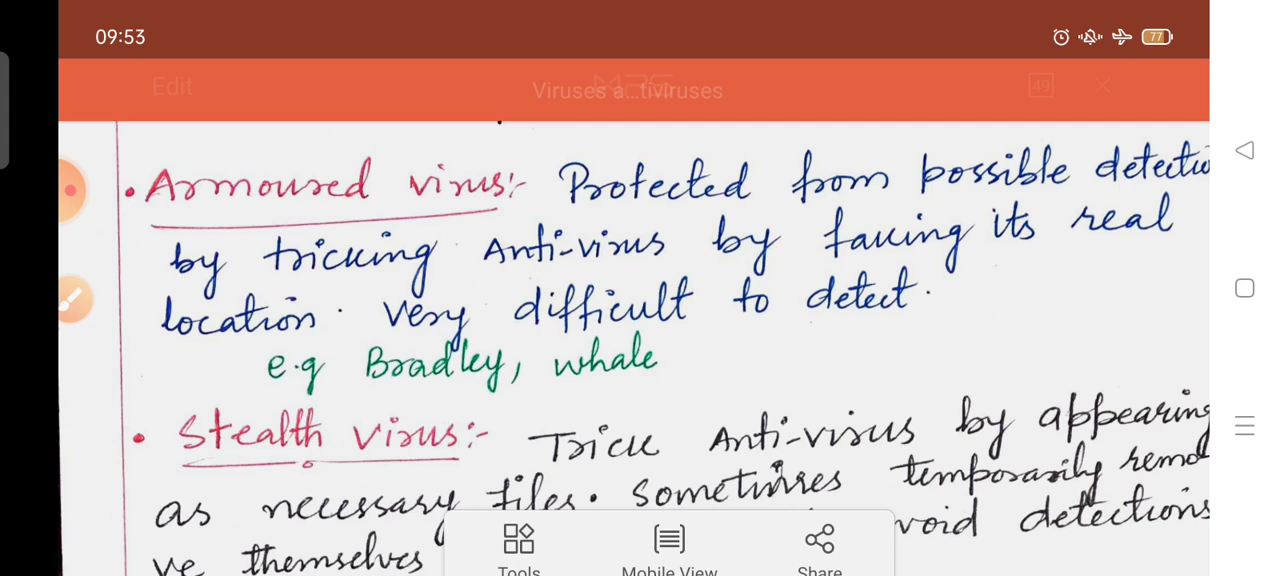 09:53
77
Edit
Viruses a...tiviruses
49
• Armoured virus:- Protected from possible detectio
by tricking Anti-virus by faking its real
location. Very difficult to detect.
e.g Bradley, whale
• Stealth virus:- Trick Anti-virus by appearing
as necessary files. Sometimes temporarily remo
ve themselves void detections
Tools
Mobile View
Share